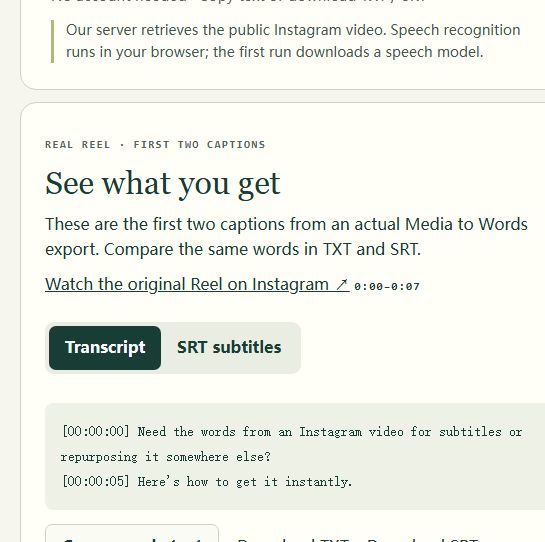 Our server retrieves the public Instagram video. Speech recognition
runs in your browser; the first run downloads a speech model.
REAL REEL · FIRST TWO CAPTIONS
See what you get
These are the first two captions from an actual Media to Words
export. Compare the same words in TXT and SRT.
Watch the original Reel on Instagram ↗ 0:00–0:07
Transcript SRT subtitles
[00:00:00] Need the words from an Instagram video for subtitles or
repurposing it somewhere else?
[00:00:05] Here's how to get it instantly.